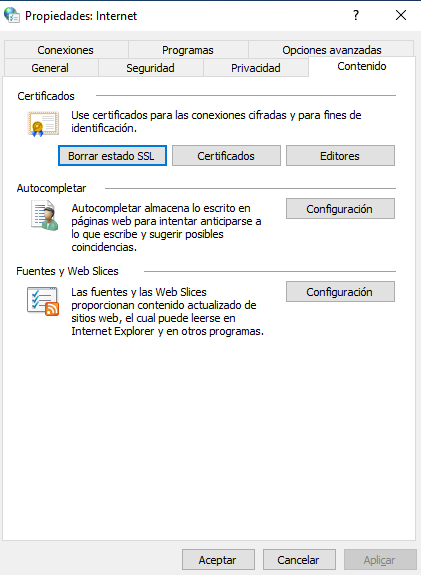 Propiedades: Internet
Conexiones Programas Opciones avanzadas
General Seguridad Privacidad Contenido
Certificados
Use certificados para las conexiones cifradas y para fines de
identificación.
Borrar estado SSL Certificados Editores
Autocompletar
Autocompletar almacena lo escrito en
páginas web para intentar anticiparse a
lo que escribe y sugerir posibles
coincidencias.
Configuración
Fuentes y Web Slices
Las fuentes y las Web Slices
proporcionan contenido actualizado de
sitios web, el cual puede leerse en
Internet Explorer y en otros programas.
Configuración
Aceptar Cancelar Aplicar